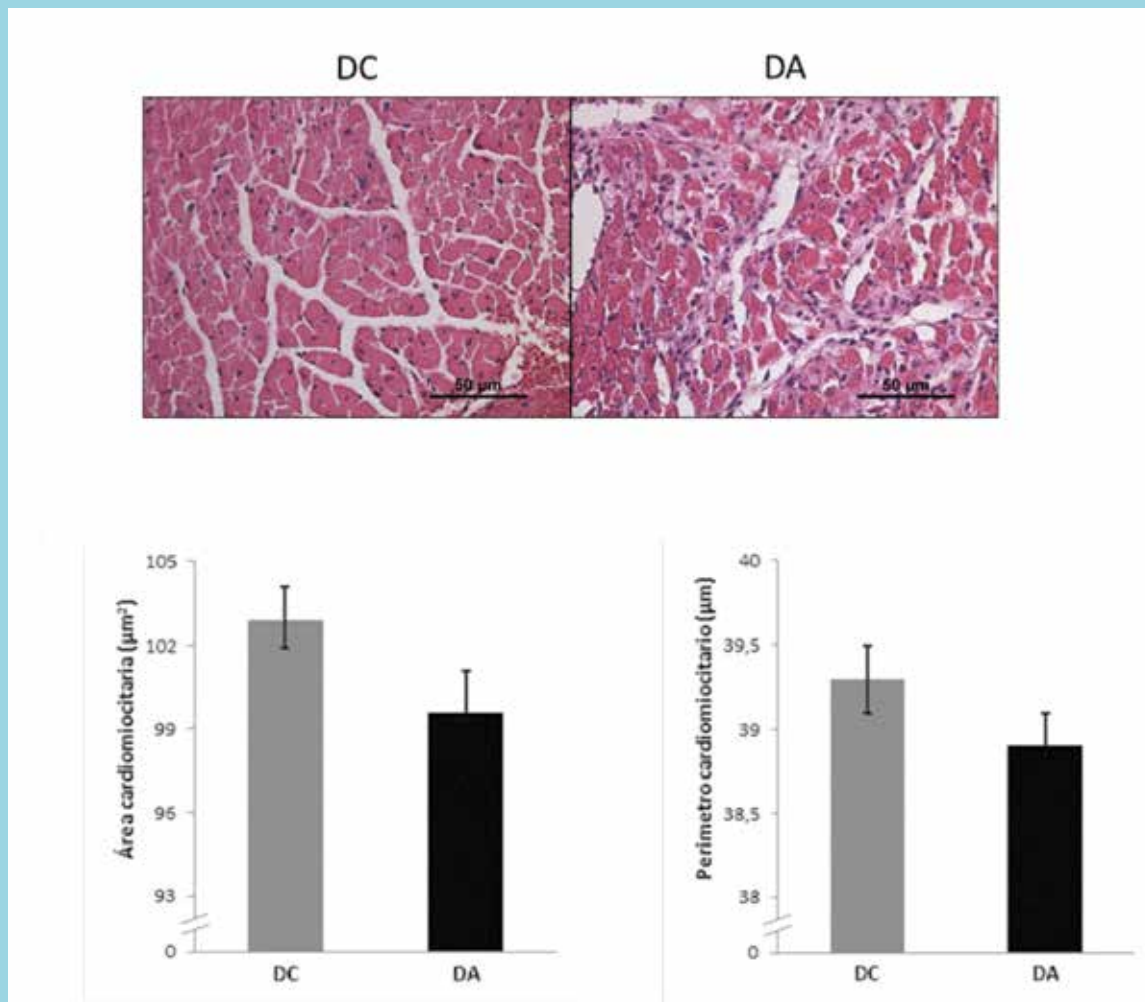 DC
DA
50 µm
50 µm
Área cardiomiocitaria (µm²)
105
102
99
96
93
0
DC
DA
Perímetro cardiomiocitario (µm)
40
39,5
39
38,5
38
0
DC
DA